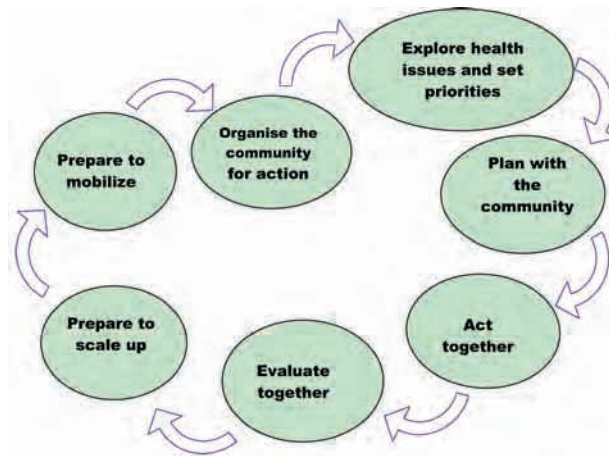 Explore health
issues and set
priorities
Organise the
community
for action
Prepare to
mobilize
Plan with
the
community
Act
together
Evaluate
together
Prepare to
scale up